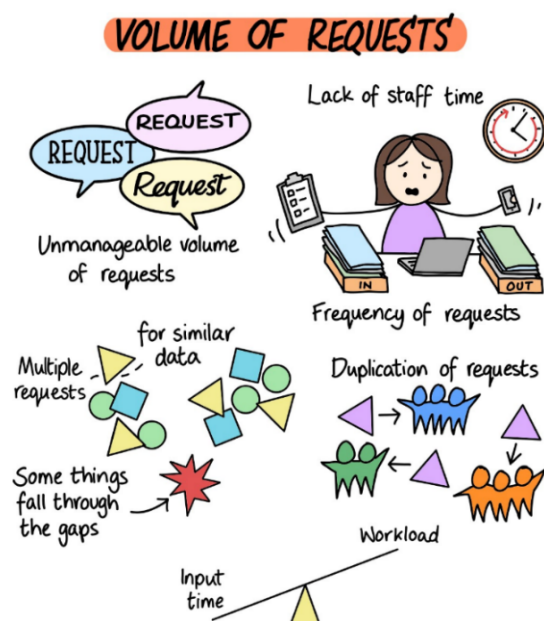 VOLUME OF REQUESTS
REQUEST
REQUEST
Request
Unmanageable volume
of requests
Lack of staff time
IN
OUT
Frequency of requests
Multiple
requests
for similar
data
Some things
fall through
the gaps
Duplication of requests
Workload
Input
time